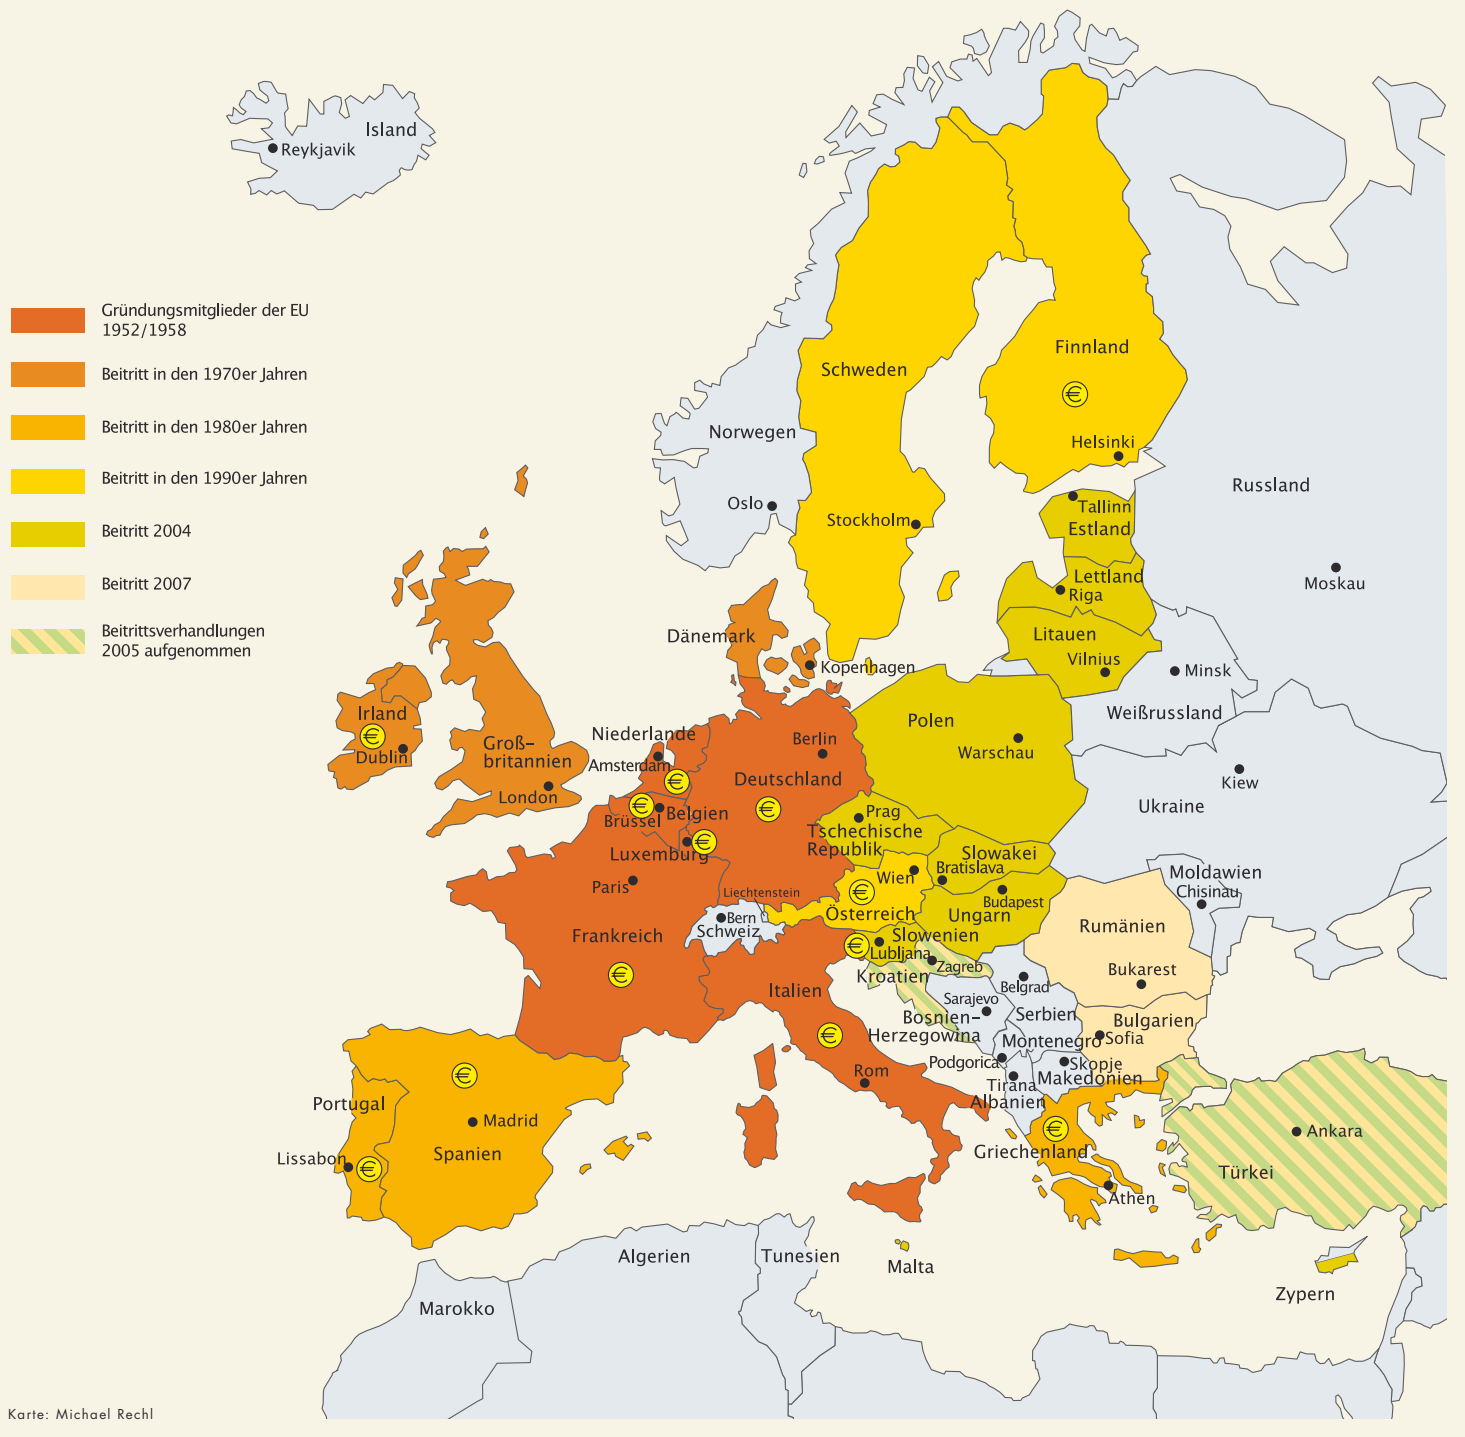 Island
Reykjavik
Gründungsmitglieder der EU
1952/1958
Beitritt in den 1970er Jahren
Beitritt in den 1980er Jahren
Beitritt in den 1990er Jahren
Beitritt 2004
Beitritt 2007
Beitrittsverhandlungen
2005 aufgenommen
Schweden
Finnland
€
Helsinki
Norwegen
Oslo
Stockholm
Russland
Moskau
Tallinn
Estland
Lettland
Riga
Litauen
Vilnius
Minsk
Weißrussland
Dänemark
Kopenhagen
Irland
€
Dublin
Groß-
britannien
London
Niederlande
Amsterdam
€
Berlin
Deutschland
€
Polen
Warschau
Kiew
Ukraine
€
Brüssel
Belgien
Luxemburg
€
Prag
Tschechische
Republik
Slowakei
Bratislava
Wien
€
Österreich
Budapest
Ungarn
Moldawien
Chisinau
Paris
Liechtenstein
Bern
Schweiz
Frankreich
€
Slowenien
€
Lubljana
Zagreb
Kroatien
Rumänien
Bukarest
Italien
€
Rom
Belgrad
Sarajevo
Bosnien-
Herzegowina
Serbien
Montenegro
Podgorica
Bulgarien
Sofia
Skopje
Makedonien
Tirana
Albanien
€
Griechenland
Athen
Ankara
Türkei
Portugal
€
Madrid
Spanien
Lissabon
€
Algerien
Tunesien
Malta
Zypern
Marokko
Karte: Michael Rechl